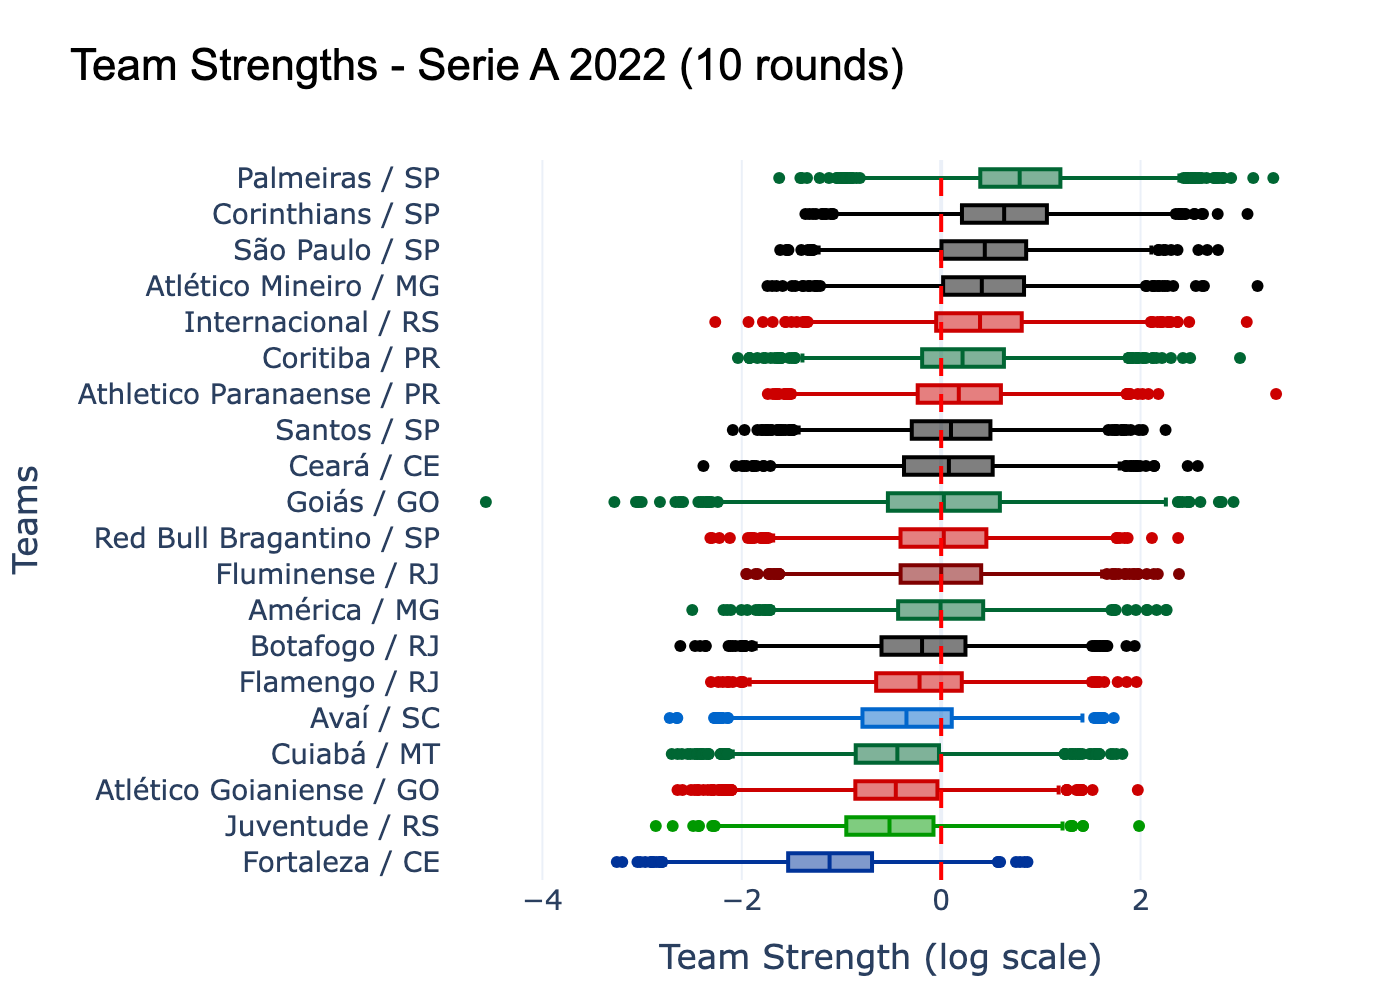 Team Strengths - Serie A 2022 (10 rounds)
Teams
Palmeiras / SP
Corinthians / SP
São Paulo / SP
Atlético Mineiro / MG
Internacional / RS
Coritiba / PR
Athletico Paranaense / PR
Santos / SP
Ceará / CE
Goiás / GO
Red Bull Bragantino / SP
Fluminense / RJ
América / MG
Botafogo / RJ
Flamengo / RJ
Avaí / SC
Cuiabá / MT
Atlético Goianiense / GO
Juventude / RS
Fortaleza / CE
−4 −2 0 2
Team Strength (log scale)